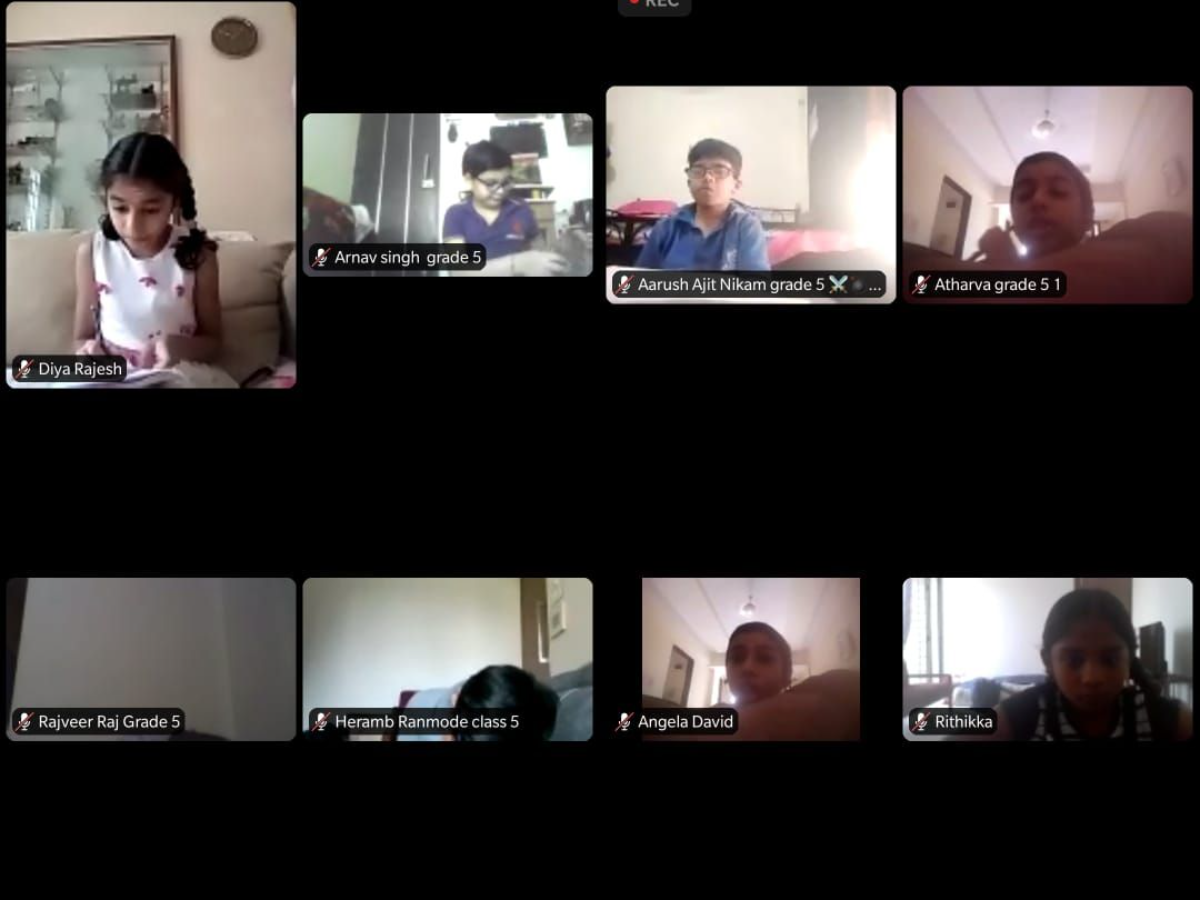 REC
Arnav singh grade 5
Aarush Ajit Nikam grade 5 ⚔️ ...
Atharva grade 5 1
Diya Rajesh
Rajveer Raj Grade 5
Heramb Ranmode class 5
Angela David
Rithikka